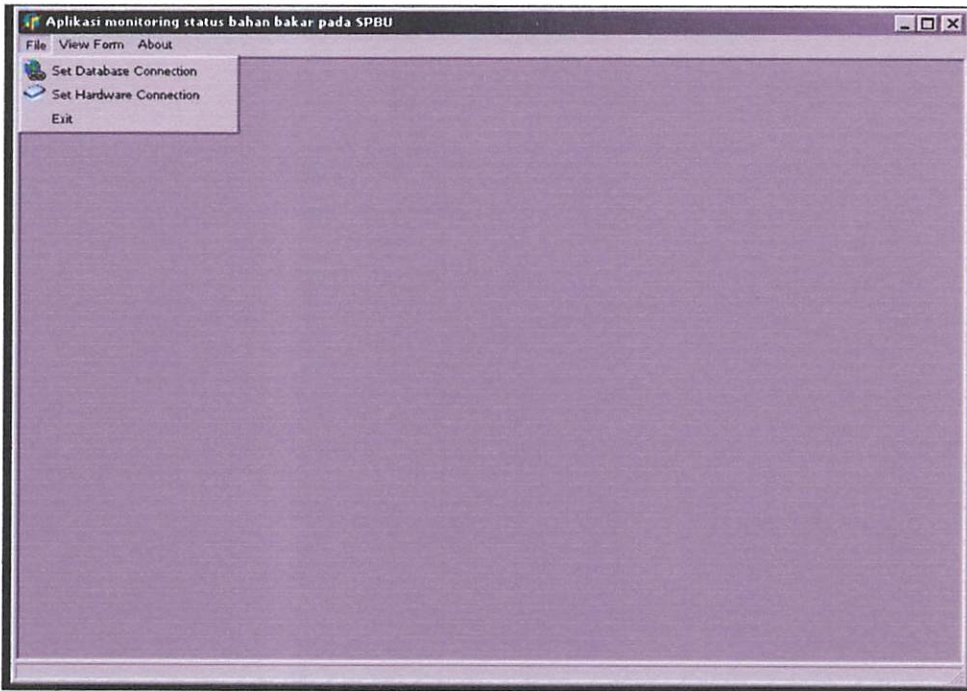 Aplikasi monitoring status bahan bakar pada SPBU
File View Form About
Set Database Connection
Set Hardware Connection
Exit